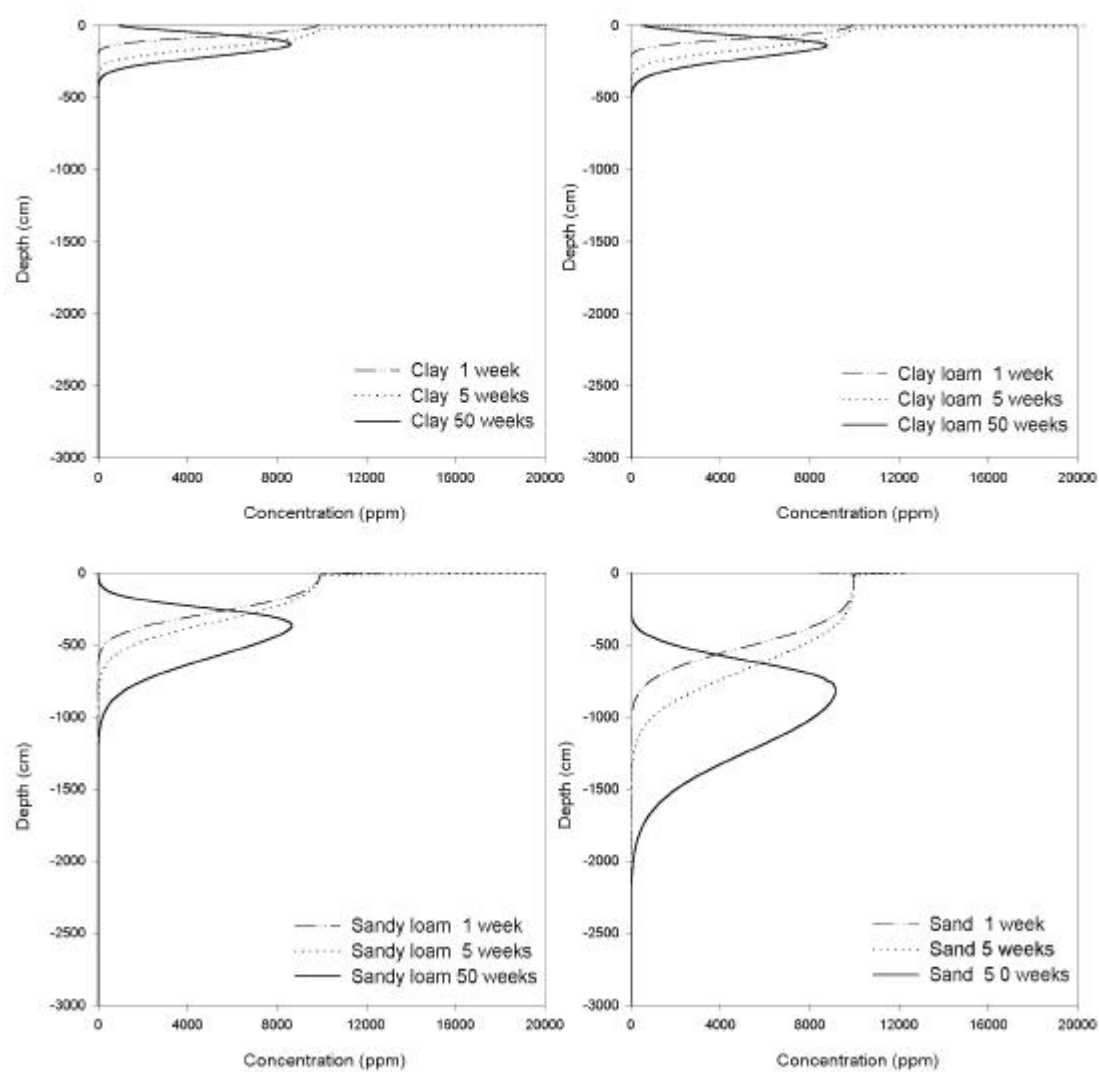 0
-500
-1000
-1500
-2000
-2500
-3000
Depth (cm)
Clay 1 week
Clay 5 weeks
Clay 50 weeks
0 4000 8000 12000 16000 20000
Concentration (ppm)
0
-500
-1000
-1500
-2000
-2500
-3000
Depth (cm)
Clay loam 1 week
Clay loam 5 weeks
Clay loam 50 weeks
0 4000 8000 12000 16000 20000
Concentration (ppm)
0
-500
-1000
-1500
-2000
-2500
-3000
Depth (cm)
Sandy loam 1 week
Sandy loam 5 weeks
Sandy loam 50 weeks
0 4000 8000 12000 16000 20000
Concentration (ppm)
0
-500
-1000
-1500
-2000
-2500
-3000
Depth (cm)
Sand 1 week
Sand 5 weeks
Sand 5 0 weeks
0 4000 8000 12000 16000 20000
Concentration (ppm)